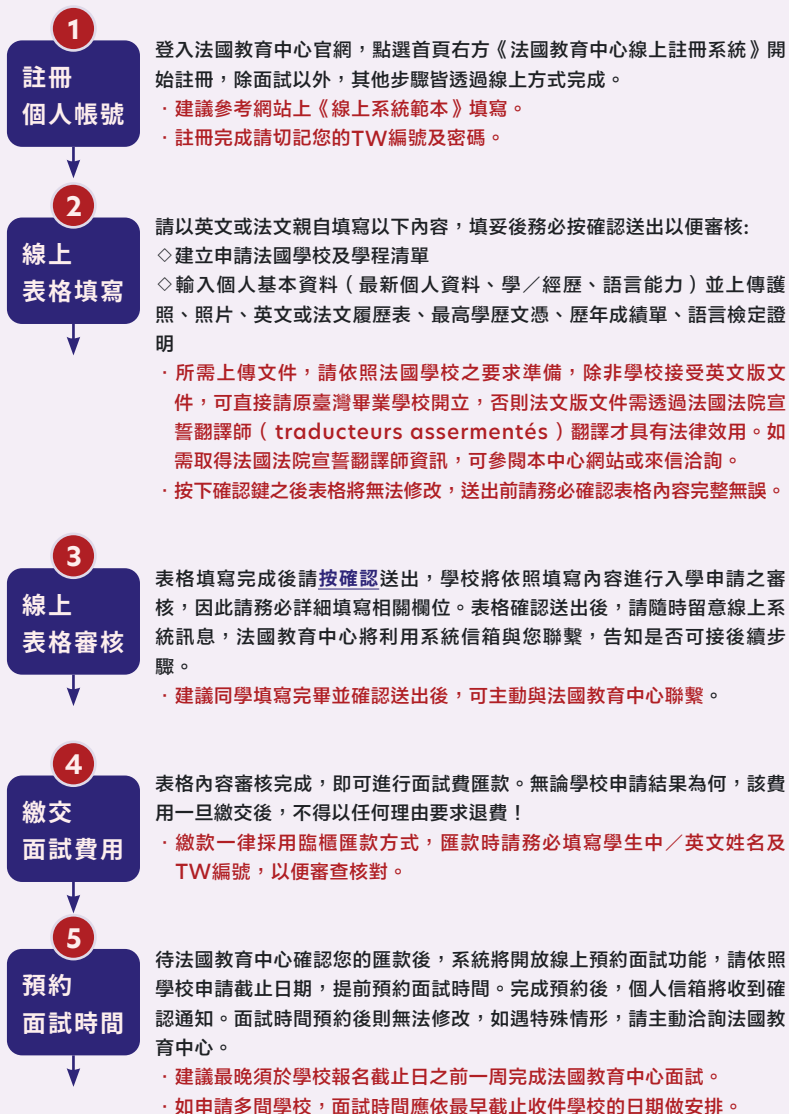 1
註冊
個人帳號
登入法國教育中心官網，點選首頁右方《法國教育中心線上註冊系統》開
始註冊，除面試以外，其他步驟皆透過線上方式完成。
．建議參考網站上《線上系統範本》填寫。
．註冊完成請切記您的TW編號及密碼。
2
線上
表格填寫
請以英文或法文親自填寫以下內容，填妥後務必按確認送出以便審核:
◇建立申請法國學校及學程清單
◇輸入個人基本資料（最新個人資料、學／經歷、語言能力）並上傳護
照、照片、英文或法文履歷表、最高學歷文憑、歷年成績單、語言檢定證
明
．所需上傳文件，請依照法國學校之要求準備，除非學校接受英文版文
件，可直接請原臺灣畢業學校開立，否則法文版文件需透過法國法院宣
誓翻譯師（traducteurs assermentés）翻譯才具有法律效用。如
需取得法國法院宣誓翻譯師資訊，可參閱本中心網站或來信洽詢。
．按下確認鍵之後表格將無法修改，送出前請務必確認表格內容完整無誤。
3
線上
表格審核
表格填寫完成後請按確認送出，學校將依照填寫內容進行入學申請之審
核，因此請務必詳細填寫相關欄位。表格確認送出後，請隨時留意線上系
統訊息，法國教育中心將利用系統信箱與您聯繫，告知是否可接後續步
驟。
．建議同學填寫完畢並確認送出後，可主動與法國教育中心聯繫。
4
繳交
面試費用
表格內容審核完成，即可進行面試費匯款。無論學校申請結果為何，該費
用一旦繳交後，不得以任何理由要求退費！
．繳款一律採用臨櫃匯款方式，匯款時請務必填寫學生中／英文姓名及
TW編號，以便審查核對。
5
預約
面試時間
待法國教育中心確認您的匯款後，系統將開放線上預約面試功能，請依照
學校申請截止日期，提前預約面試時間。完成預約後，個人信箱將收到確
認通知。面試時間預約後則無法修改，如遇特殊情形，請主動洽詢法國教
育中心。
．建議最晚須於學校報名截止日之前一周完成法國教育中心面試。
．如申請多間學校，面試時間應依最早截止收件學校的日期做安排。